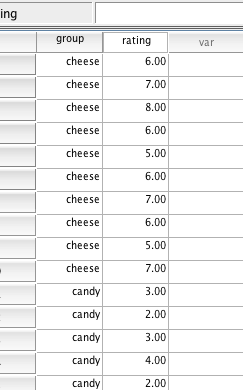 ing
group rating var
cheese 6.00
cheese 7.00
cheese 8.00
cheese 6.00
cheese 5.00
cheese 6.00
cheese 7.00
cheese 6.00
cheese 5.00
cheese 7.00
candy 3.00
candy 2.00
candy 3.00
candy 4.00
candy 2.00